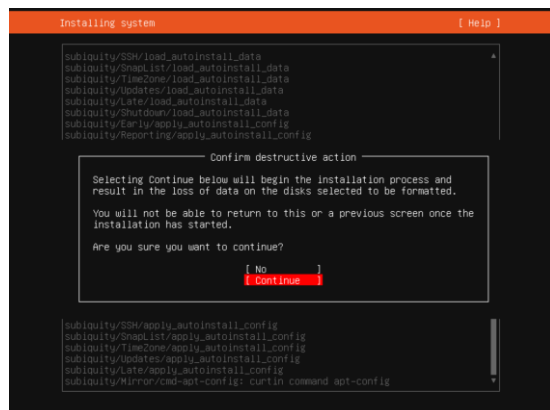 Installing system [ Help ]
subiquity/SSH/load_autoinstall_data
subiquity/SnapList/load_autoinstall_data
subiquity/TimeZone/load_autoinstall_data
subiquity/Updates/load_autoinstall_data
subiquity/Late/load_autoinstall_data
subiquity/Shutdown/load_autoinstall_data
subiquity/Early/apply_autoinstall_config
subiquity/Reporting/apply_autoinstall_config
Confirm destructive action
Selecting Continue below will begin the installation process and
result in the loss of data on the disks selected to be formatted.
You will not be able to return to this or a previous screen once the
installation has started.
Are you sure you want to continue?
[ No ]
[ Continue ]
subiquity/SSH/apply_autoinstall_config
subiquity/SnapList/apply_autoinstall_config
subiquity/TimeZone/apply_autoinstall_config
subiquity/Updates/apply_autoinstall_config
subiquity/Late/apply_autoinstall_config
subiquity/Mirror/cmd-apt-config: curtin command apt-config